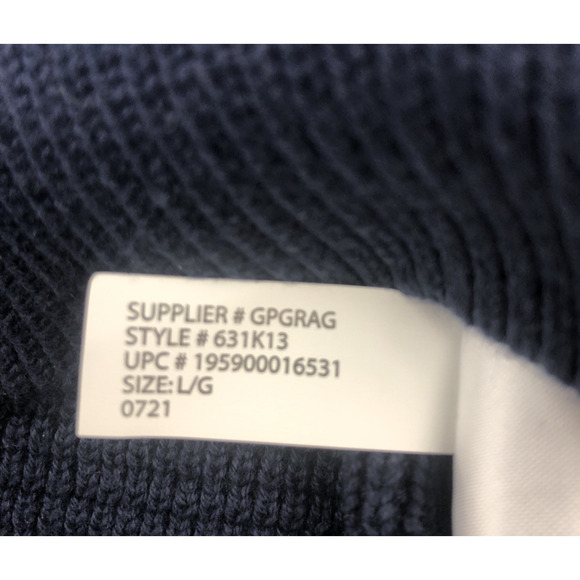 SUPPLIER # GPGRAG
STYLE # 631K13
UPC # 195900016531
SIZE: L/G
0721